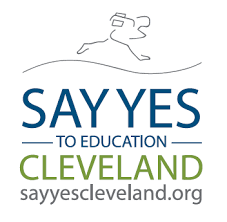 SAY YES
TO EDUCATION
CLEVELAND
sayyescleveland.org